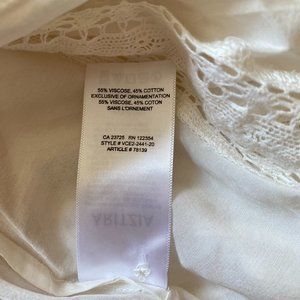 55% VISCOSE, 45% COTTON
EXCLUSIVE OF ORNAMENTATION
55% VISCOSE, 45% COTON
SANS L'ORNEMENT
CA 23725 RN 122354
STYLE # VCE2-2441-20
ARTICLE # 78139
ARITZIA